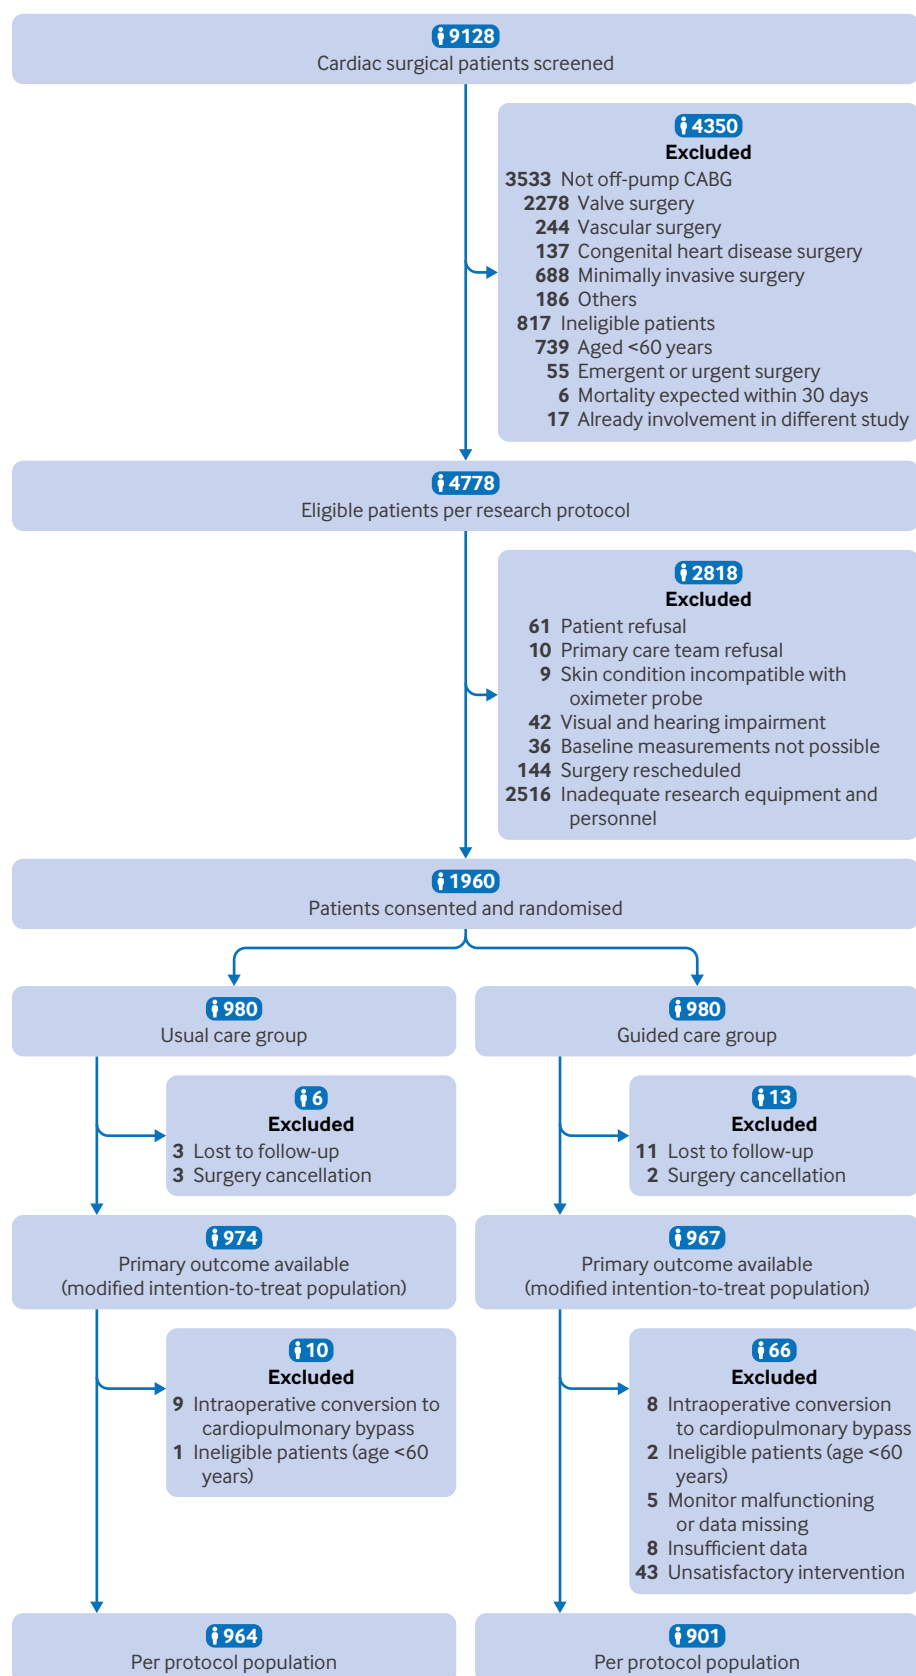 9128
Cardiac surgical patients screened
4350
Excluded
3533 Not off-pump CABG
2278 Valve surgery
244 Vascular surgery
137 Congenital heart disease surgery
688 Minimally invasive surgery
186 Others
817 Ineligible patients
739 Aged <60 years
55 Emergent or urgent surgery
6 Mortality expected within 30 days
17 Already involvement in different study
4778
Eligible patients per research protocol
2818
Excluded
61 Patient refusal
10 Primary care team refusal
9 Skin condition incompatible with
oximeter probe
42 Visual and hearing impairment
36 Baseline measurements not possible
144 Surgery rescheduled
2516 Inadequate research equipment and
personnel
1960
Patients consented and randomised
980
Usual care group
6
Excluded
3 Lost to follow-up
3 Surgery cancellation
974
Primary outcome available
(modified intention-to-treat population)
10
Excluded
9 Intraoperative conversion to
cardiopulmonary bypass
1 Ineligible patients (age <60
years)
964
Per protocol population
980
Guided care group
13
Excluded
11 Lost to follow-up
2 Surgery cancellation
967
Primary outcome available
(modified intention-to-treat population)
66
Excluded
8 Intraoperative conversion
to cardiopulmonary bypass
2 Ineligible patients (age <60
years)
5 Monitor malfunctioning
or data missing
8 Insufficient data
43 Unsatisfactory intervention
901
Per protocol population